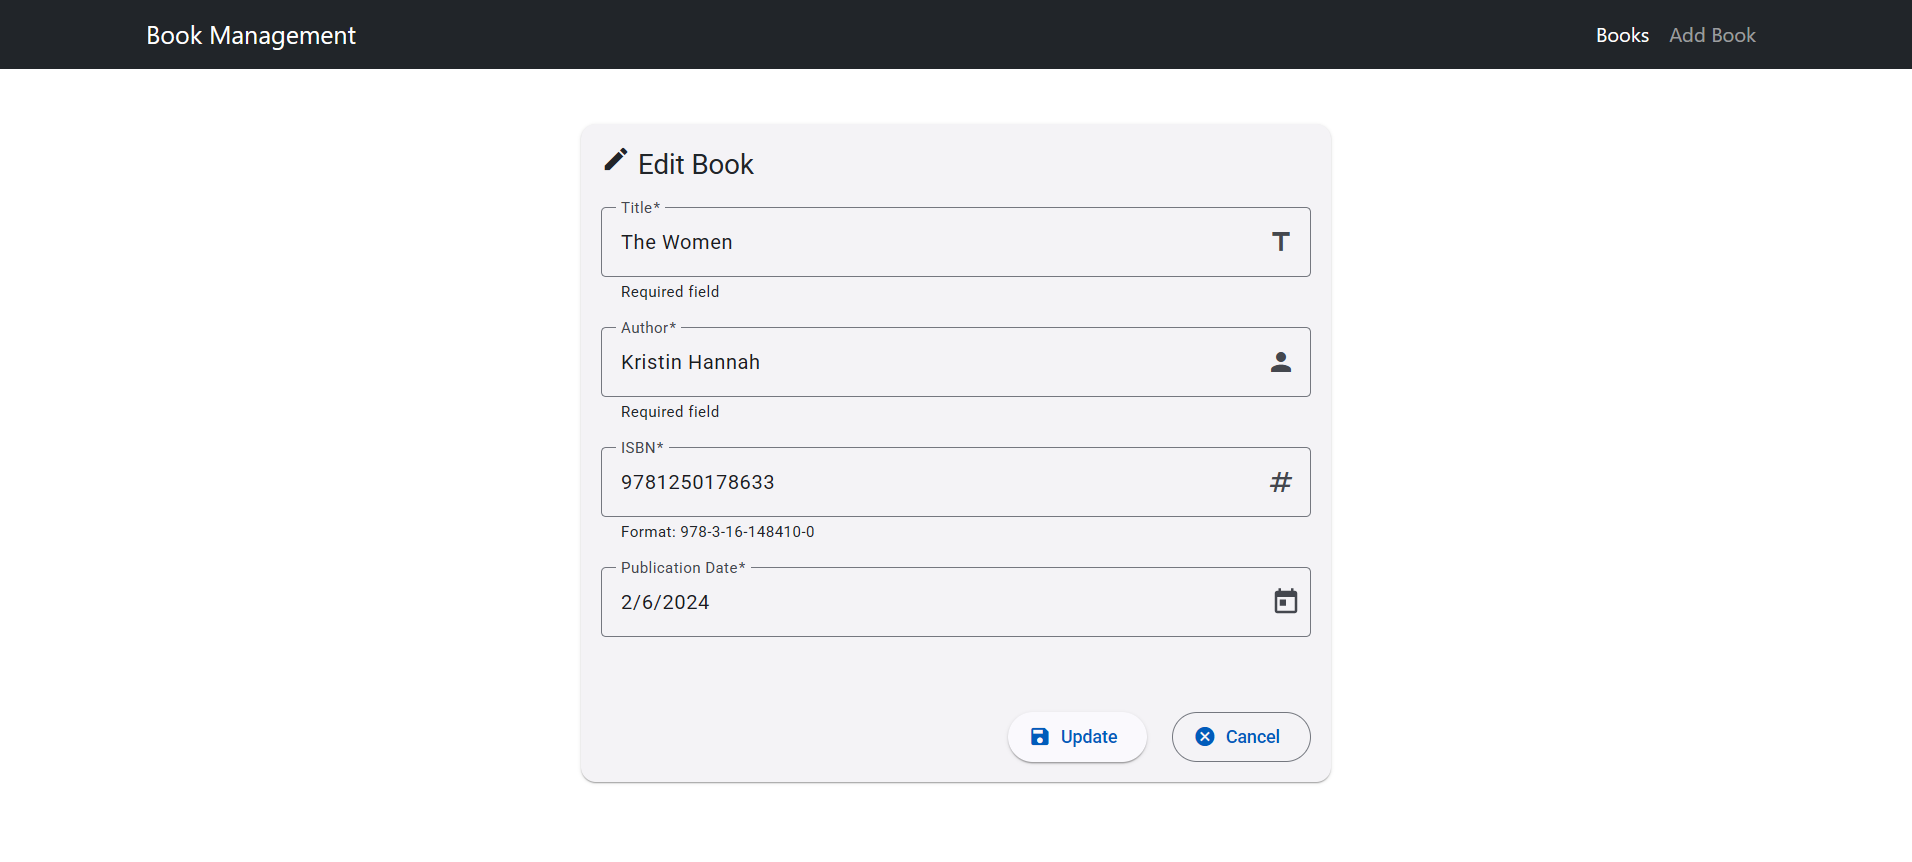 Book Management
Books Add Book
Edit Book
Title*
The Women
Required field
Author*
Kristin Hannah
Required field
ISBN*
9781250178633
Format: 978-3-16-148410-0
Publication Date*
2/6/2024
Update Cancel